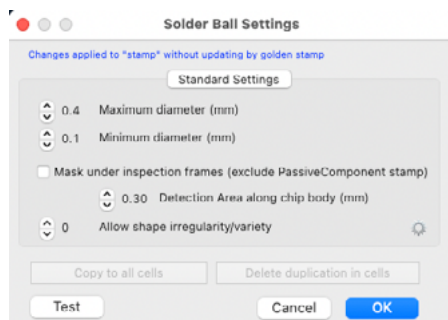 Solder Ball Settings
Changes applied to "stamp" without updating by golden stamp
Standard Settings
0.4 Maximum diameter (mm)
0.1 Minimum diameter (mm)
Mask under inspection frames (exclude PassiveComponent stamp)
0.30 Detection Area along chip body (mm)
0 Allow shape irregularity/variety
Copy to all cells Delete duplication in cells
Test Cancel OK